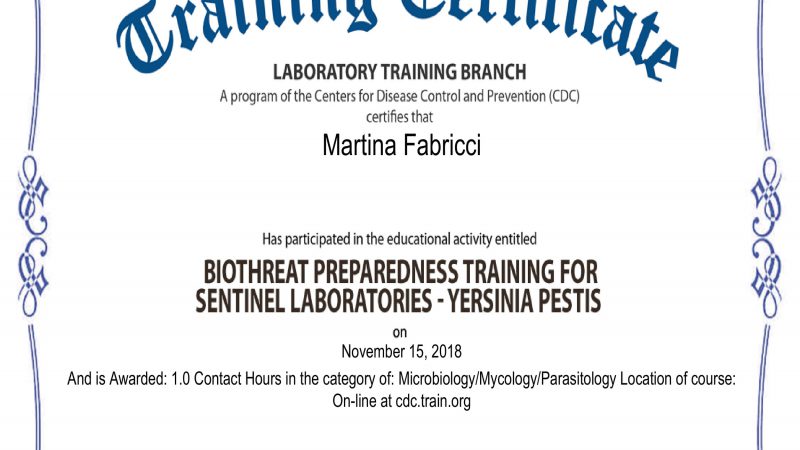 Training Certificate
LABORATORY TRAINING BRANCH
A program of the Centers for Disease Control and Prevention (CDC)
certifies that
Martina Fabricci
Has participated in the educational activity entitled
BIOTHREAT PREPAREDNESS TRAINING FOR
SENTINEL LABORATORIES - YERSINIA PESTIS
on
November 15, 2018
And is Awarded: 1.0 Contact Hours in the category of: Microbiology/Mycology/Parasitology Location of course:
On-line at cdc.train.org